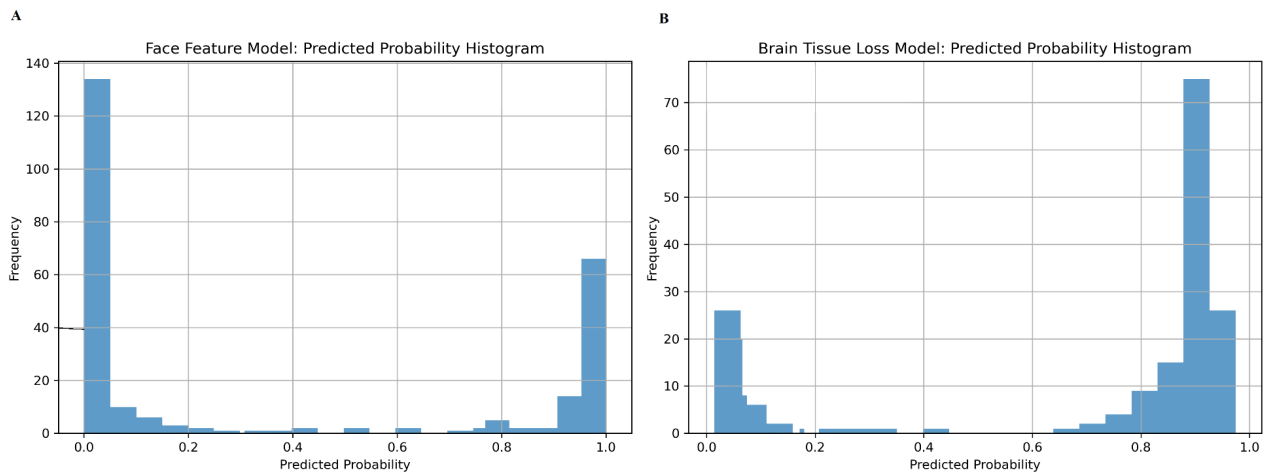 A
Face Feature Model: Predicted Probability Histogram
Frequency
140
120
100
80
60
40
20
0
0.0 0.2 0.4 0.6 0.8 1.0
Predicted Probability
B
Brain Tissue Loss Model: Predicted Probability Histogram
Frequency
70
60
50
40
30
20
10
0
0.0 0.2 0.4 0.6 0.8 1.0
Predicted Probability